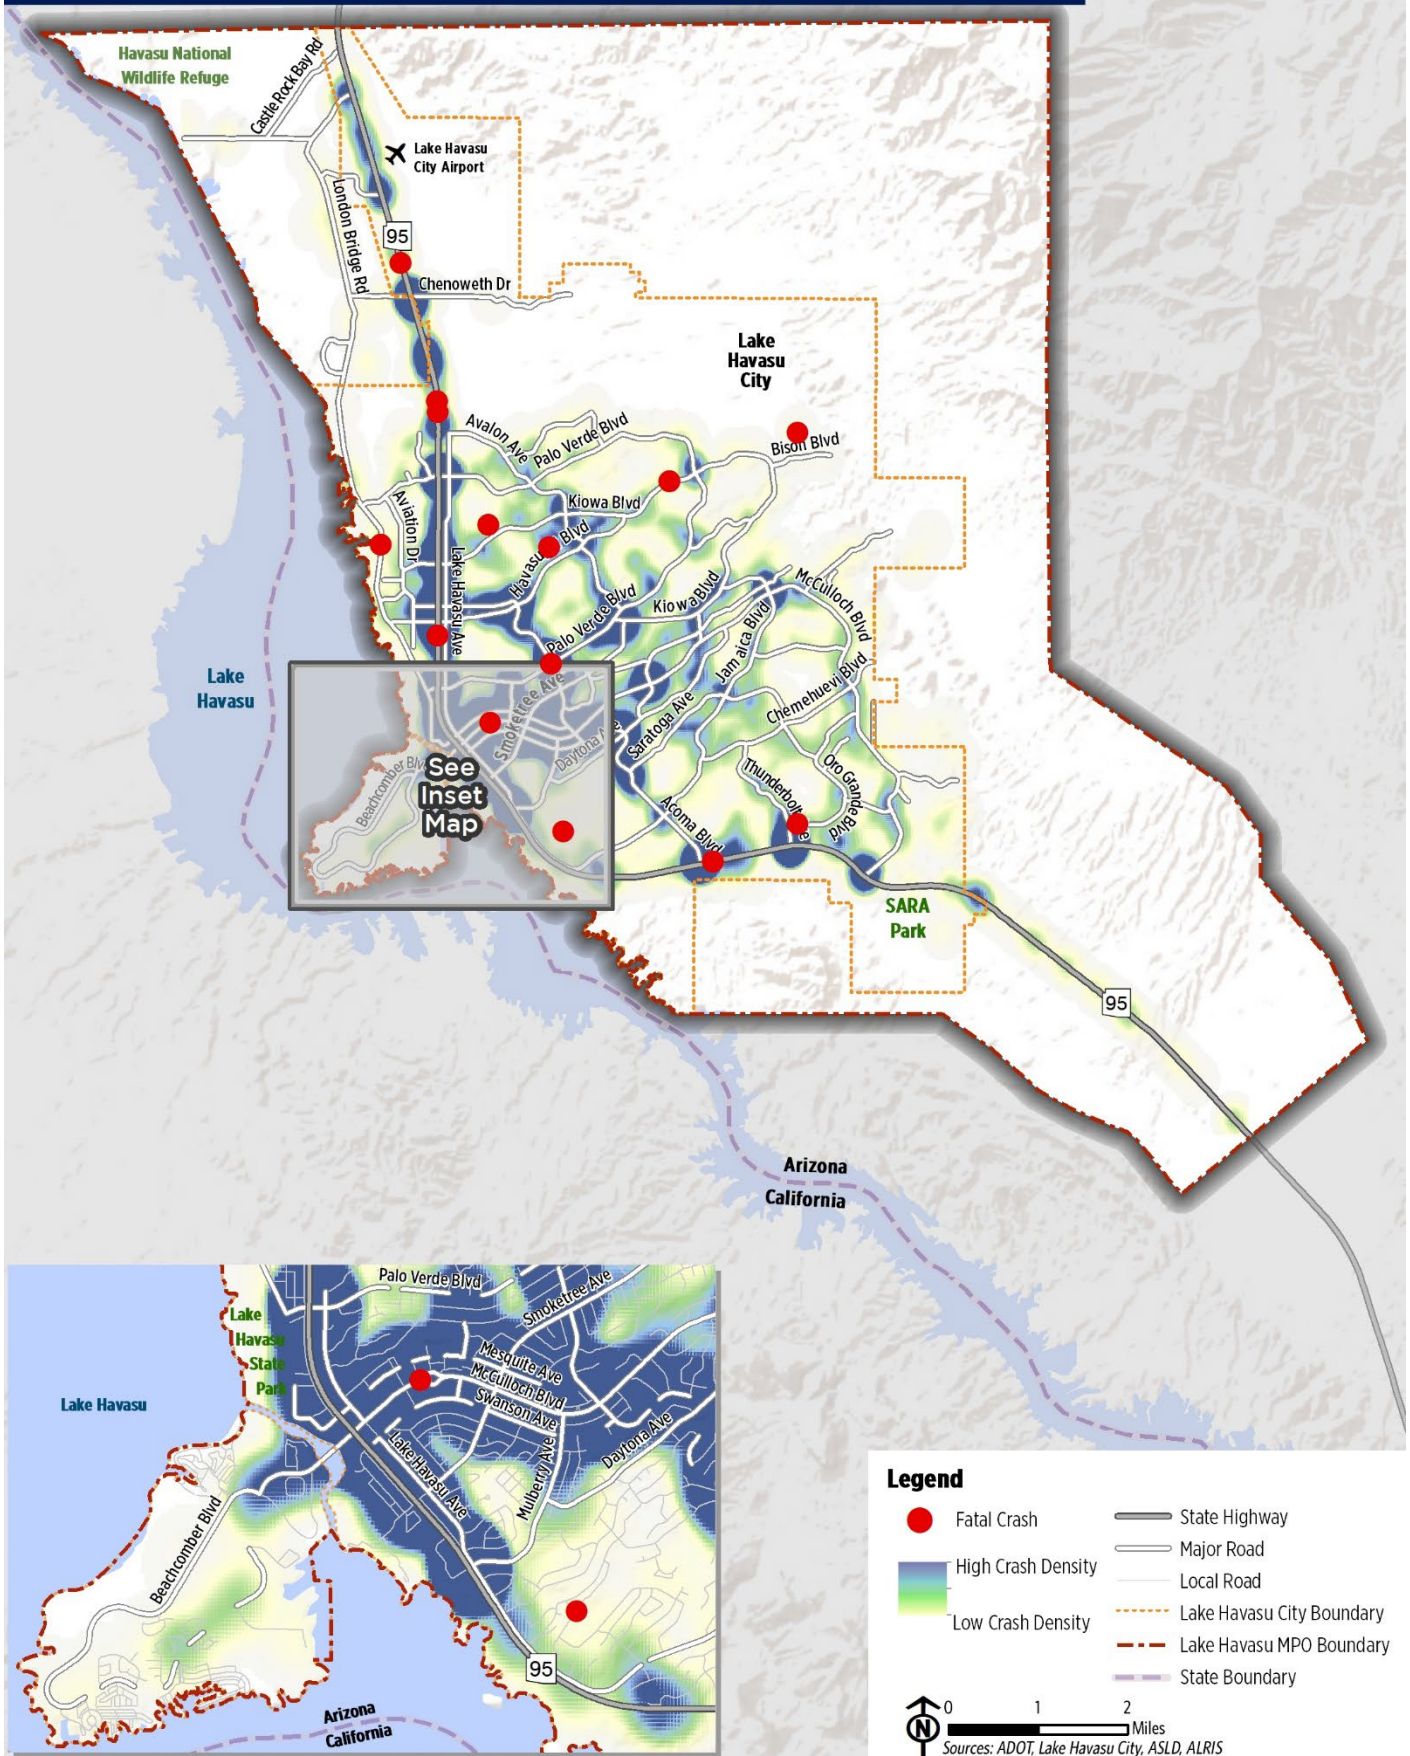 Havasu National
Wildlife Refuge
Castle Rock Bay Rd
Lake Havasu
City Airport
London Bridge Rd
95
Chenoweth Dr
Lake
Havasu
City
Avalon Ave
Palo Verde Blvd
Bison Blvd
Aviation Dr
Kiowa Blvd
Havasu Blvd
Lake Havasu Ave
Palo Verde Blvd
Kiowa Blvd
McCulloch Blvd
Jamaica Blvd
Lake
Havasu
Smoketree Ave
Saratoga Ave
Chemehuevi Blvd
Daytona A
Beachcomber Blv
See
Inset
Map
Thunderbolt
Oro Grande Blvd
Acoma Blvd
SARA
Park
95
Arizona
California
Palo Verde Blvd
Smoketree Ave
Lake
Havasu
State
Park
Mesquite Ave
McCulloch Blvd
Swanson Ave
Lake Havasu
Lake Havasu Ave
Mulberry Ave
Daytona Ave
Beachcomber Blvd
95
Arizona
California
Legend
Fatal Crash
High Crash Density
Low Crash Density
State Highway
Major Road
Local Road
Lake Havasu City Boundary
Lake Havasu MPO Boundary
State Boundary
N
0 1 2 Miles
Sources: ADOT, Lake Havasu City, ASLD, ALRIS